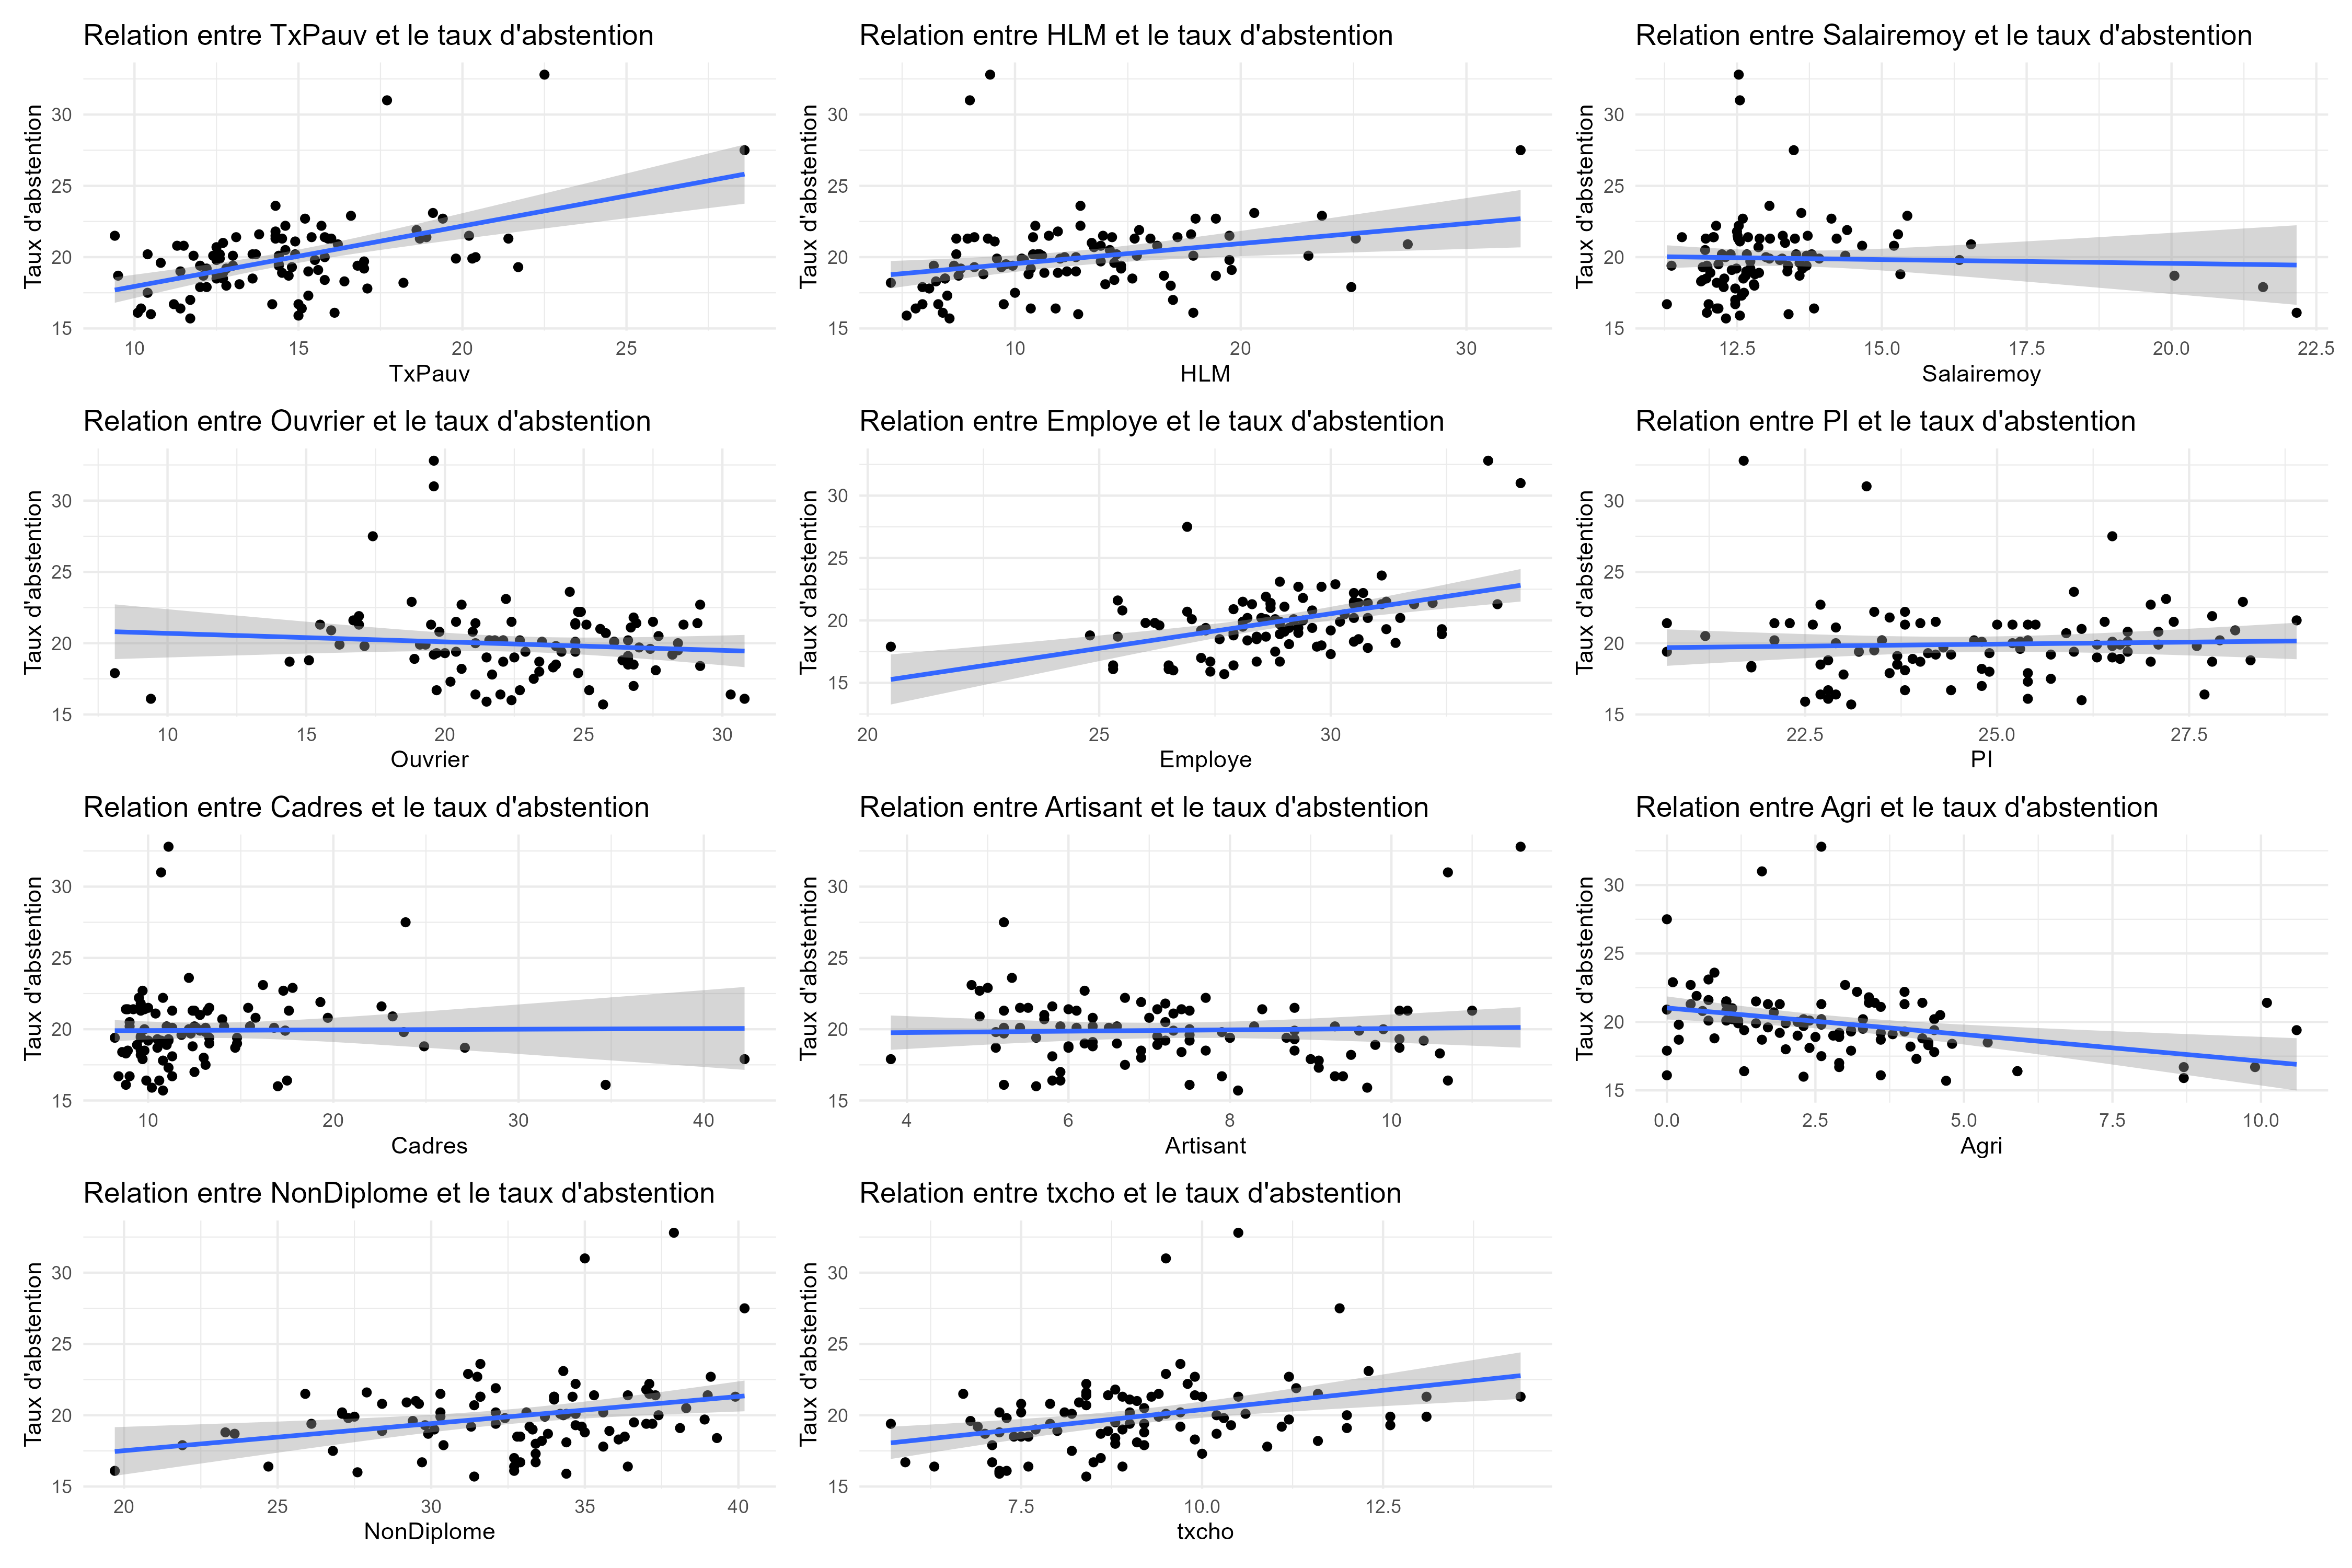 Relation entre TxPauv et le taux d'abstention
Taux d'abstention
30
25
20
15
10 15 20 25
TxPauv
Relation entre HLM et le taux d'abstention
Taux d'abstention
30
25
20
15
10 20 30
HLM
Relation entre Salairemoy et le taux d'abstention
Taux d'abstention
30
25
20
15
12.5 15.0 17.5 20.0 22.5
Salairemoy
Relation entre Ouvrier et le taux d'abstention
Taux d'abstention
30
25
20
15
10 15 20 25 30
Ouvrier
Relation entre Employe et le taux d'abstention
Taux d'abstention
30
25
20
15
20 25 30
Employe
Relation entre PI et le taux d'abstention
Taux d'abstention
30
25
20
15
22.5 25.0 27.5
PI
Relation entre Cadres et le taux d'abstention
Taux d'abstention
30
25
20
15
10 20 30 40
Cadres
Relation entre Artisant et le taux d'abstention
Taux d'abstention
30
25
20
15
4 6 8 10
Artisant
Relation entre Agri et le taux d'abstention
Taux d'abstention
30
25
20
15
0.0 2.5 5.0 7.5 10.0
Agri
Relation entre NonDiplome et le taux d'abstention
Taux d'abstention
30
25
20
15
20 25 30 35 40
NonDiplome
Relation entre txcho et le taux d'abstention
Taux d'abstention
30
25
20
15
7.5 10.0 12.5
txcho